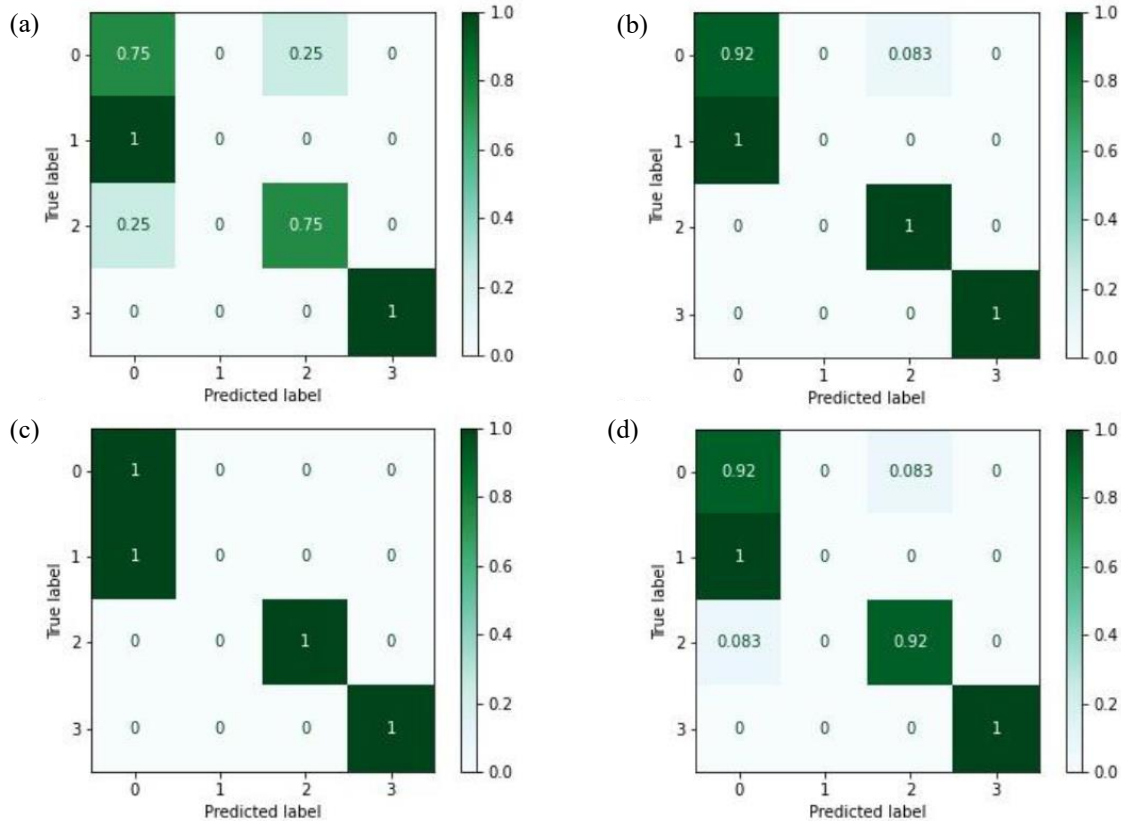 (a)
1.0
0 0.75 0 0.25 0
0.8
1 1 0 0 0
0.6
0.4
2 0.25 0 0.75 0
0.2
3 0 0 0 1
0.0
0 1 2 3
True label
Predicted label
(b)
1.0
0 0.92 0 0.083 0
0.8
1 1 0 0 0
0.6
0.4
2 0 0 1 0
0.2
3 0 0 0 1
0.0
0 1 2 3
True label
Predicted label
(c)
1.0
0 1 0 0 0
0.8
1 1 0 0 0
0.6
0.4
2 0 0 1 0
0.2
3 0 0 0 1
0.0
0 1 2 3
True label
Predicted label
(d)
1.0
0 0.92 0 0.083 0
0.8
1 1 0 0 0
0.6
0.4
2 0.083 0 0.92 0
0.2
3 0 0 0 1
0.0
0 1 2 3
True label
Predicted label